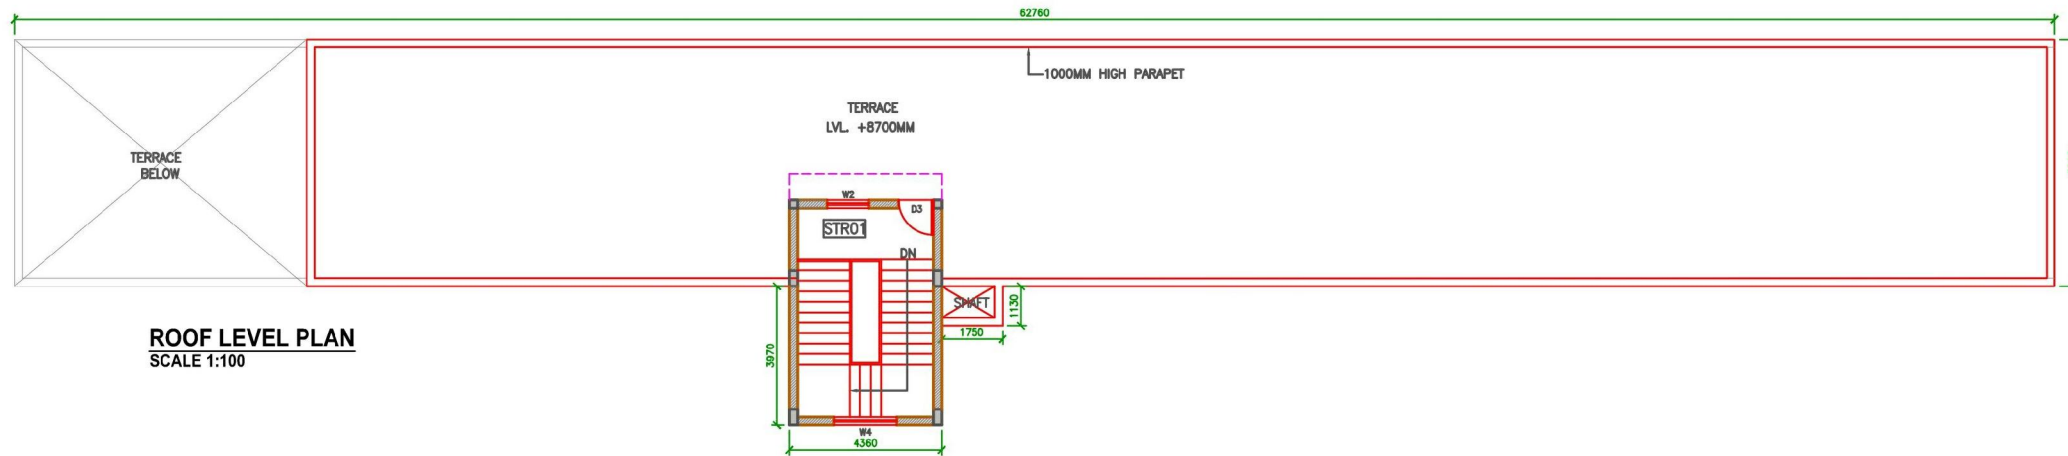 62760
1000MM HIGH PARAPET
TERRACE
LVL. +8700MM
TERRACE
BELOW
W2
D3
STR01
DN
SHAFT
1130
1750
ROOF LEVEL PLAN
SCALE 1:100
3970
W4
4360